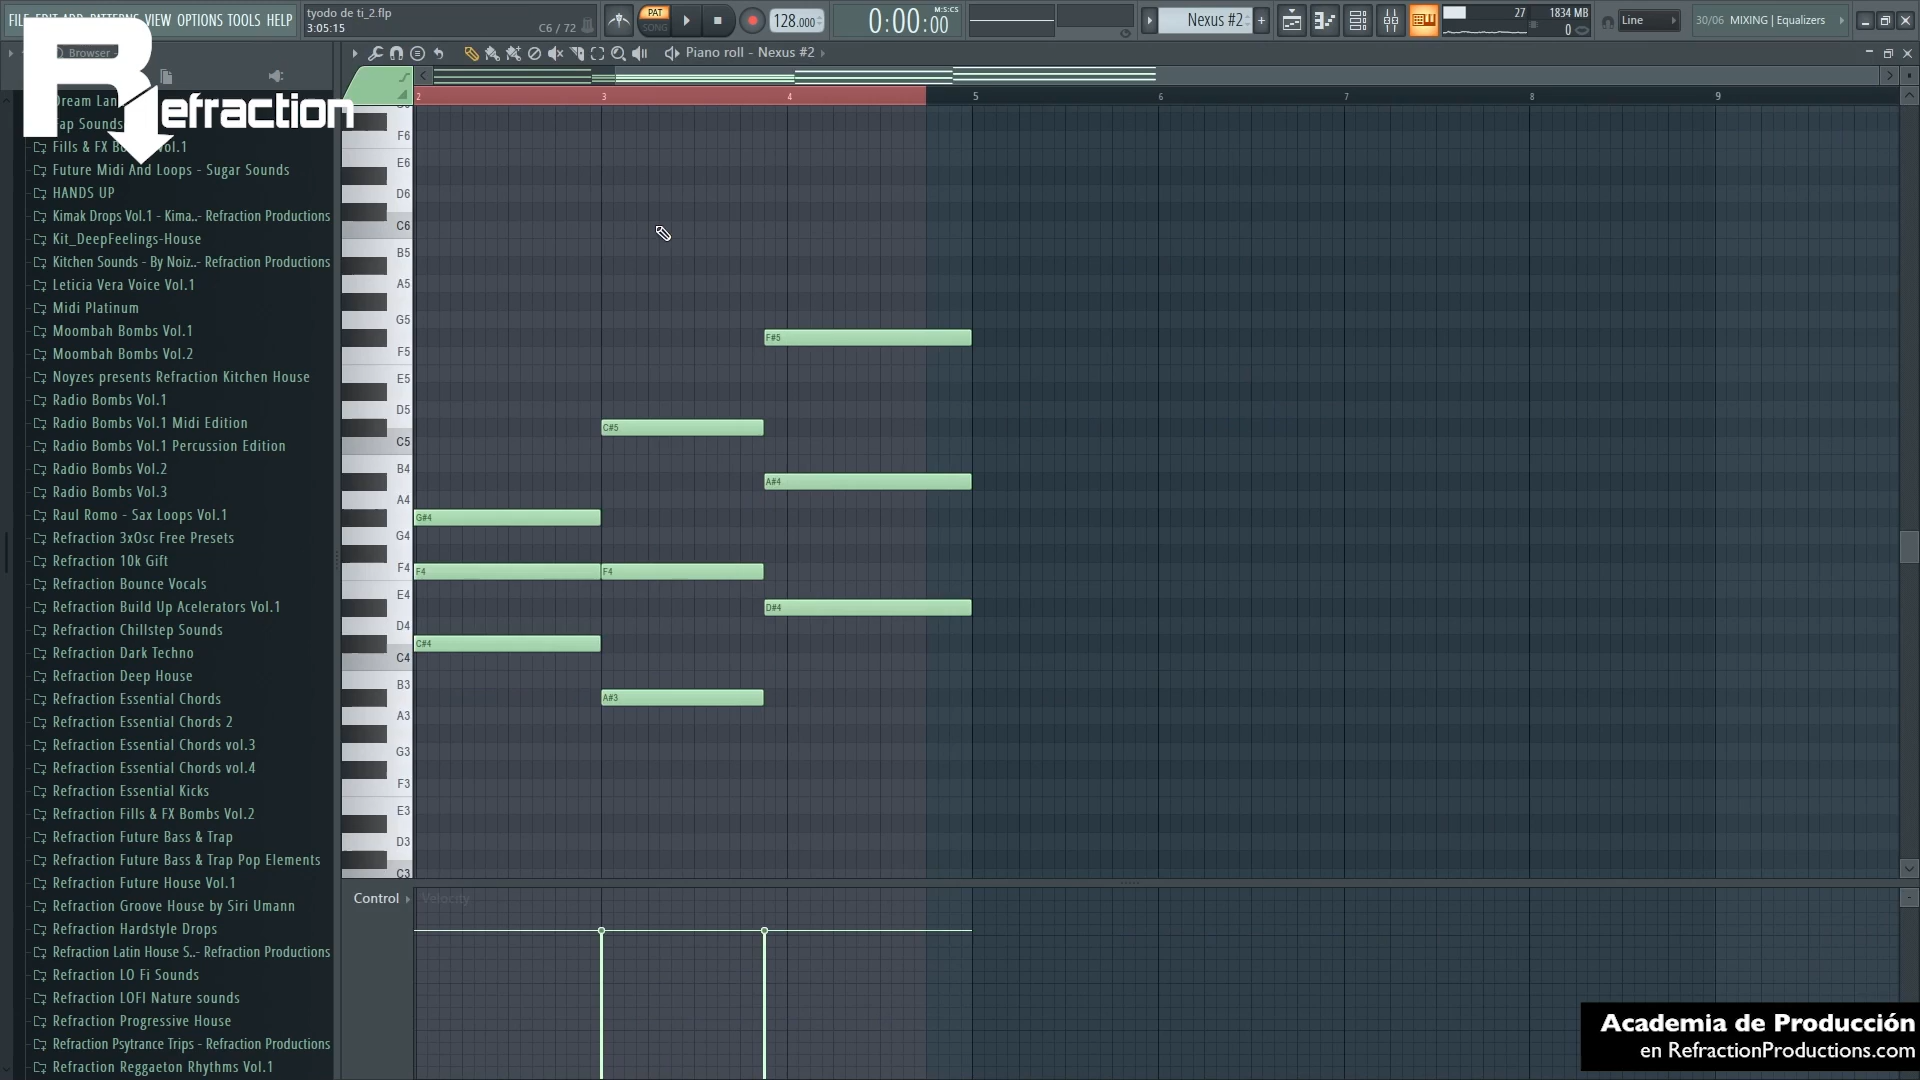 FILE EDIT ADD PATTERNS VIEW OPTIONS TOOLS HELP
tyodo de ti_2.flp
3:05:15
C6 / 72
PAT
SONG
128.000
0:00:00
M:S:CS
Nexus #2
27
1834 MB
0
Line
30/06 MIXING | Equalizers
Browser
Refraction
Piano roll - Nexus #2
2 3 4 5 6 7 8 9
Dream Lan
ap Sounds
Fills & FX Bo Vol.1
Future Midi And Loops - Sugar Sounds
HANDS UP
Kimak Drops Vol.1 - Kima..- Refraction Productions
Kit_DeepFeelings-House
Kitchen Sounds - By Noiz..- Refraction Productions
Leticia Vera Voice Vol.1
Midi Platinum
Moombah Bombs Vol.1
Moombah Bombs Vol.2
Noyzes presents Refraction Kitchen House
Radio Bombs Vol.1
Radio Bombs Vol.1 Midi Edition
Radio Bombs Vol.1 Percussion Edition
Radio Bombs Vol.2
Radio Bombs Vol.3
Raul Romo - Sax Loops Vol.1
Refraction 3xOsc Free Presets
Refraction 10k Gift
Refraction Bounce Vocals
Refraction Build Up Acelerators Vol.1
Refraction Chillstep Sounds
Refraction Dark Techno
Refraction Deep House
Refraction Essential Chords
Refraction Essential Chords 2
Refraction Essential Chords vol.3
Refraction Essential Chords vol.4
Refraction Essential Kicks
Refraction Fills & FX Bombs Vol.2
Refraction Future Bass & Trap
Refraction Future Bass & Trap Pop Elements
Refraction Future House Vol.1
Refraction Groove House by Siri Umann
Refraction Hardstyle Drops
Refraction Latin House S..- Refraction Productions
Refraction LO Fi Sounds
Refraction LOFI Nature sounds
Refraction Progressive House
Refraction Psytrance Trips - Refraction Productions
Refraction Reggaeton Rhythms Vol.1
F6
E6
D6
C6
B5
A5
G5
F5
E5
D5
C5
B4
A4
G4
F4
E4
D4
C4
B3
A3
G3
F3
E3
D3
C3
F#5
C#5
A#4
G#4
F4
F4
D#4
C#4
A#3
Control
Velocity
Academia de Producción
en RefractionProductions.com